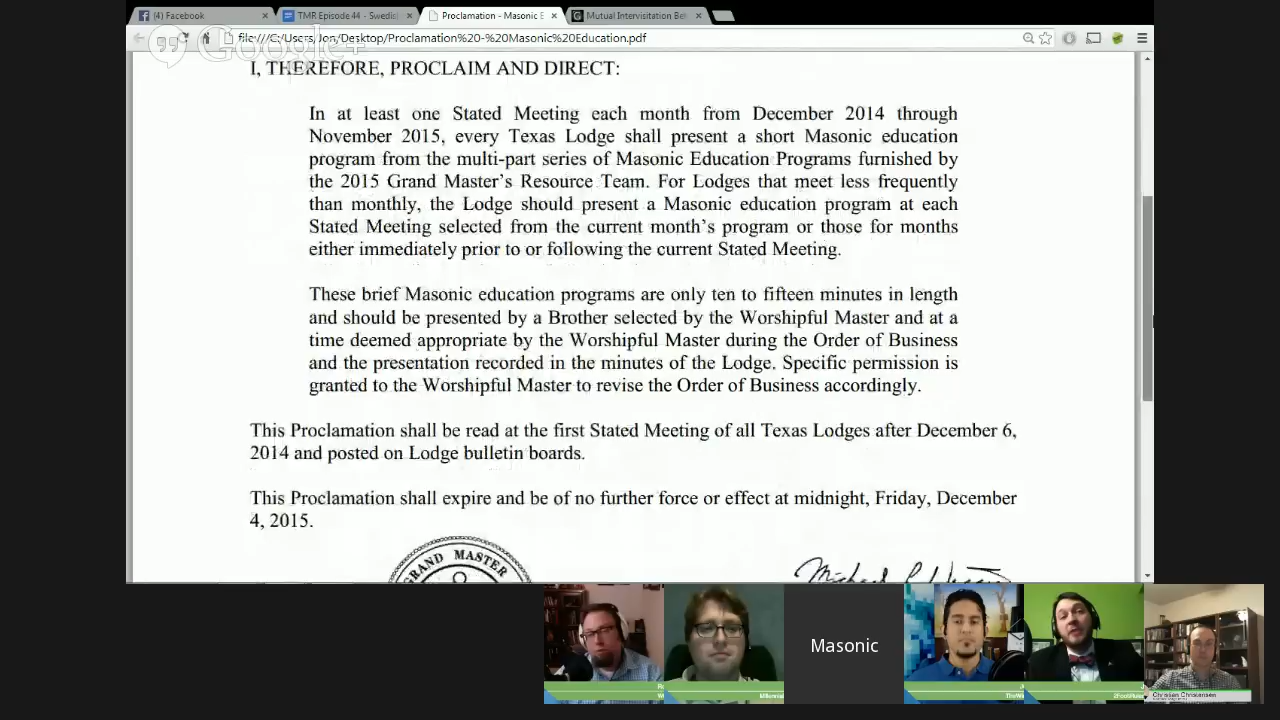 (4) Facebook
TMR Episode 44 - Swedis
Proclamation - Masonic E
Mutual Intervisitation Be
file:///C:/Users/Jon/Desktop/Proclamation%20-%20Masonic%20Education.pdf
Google+
I, THEREFORE, PROCLAIM AND DIRECT:
In at least one Stated Meeting each month from December 2014 through
November 2015, every Texas Lodge shall present a short Masonic education
program from the multi-part series of Masonic Education Programs furnished by
the 2015 Grand Master's Resource Team. For Lodges that meet less frequently
than monthly, the Lodge should present a Masonic education program at each
Stated Meeting selected from the current month's program or those for months
either immediately prior to or following the current Stated Meeting.
These brief Masonic education programs are only ten to fifteen minutes in length
and should be presented by a Brother selected by the Worshipful Master and at a
time deemed appropriate by the Worshipful Master during the Order of Business
and the presentation recorded in the minutes of the Lodge. Specific permission is
granted to the Worshipful Master to revise the Order of Business accordingly.
This Proclamation shall be read at the first Stated Meeting of all Texas Lodges after December 6,
2014 and posted on Lodge bulletin boards.
This Proclamation shall expire and be of no further force or effect at midnight, Friday, December
4, 2015.
GRAND MASTER
Michael
Masonic
Millennial
Christian Christensen